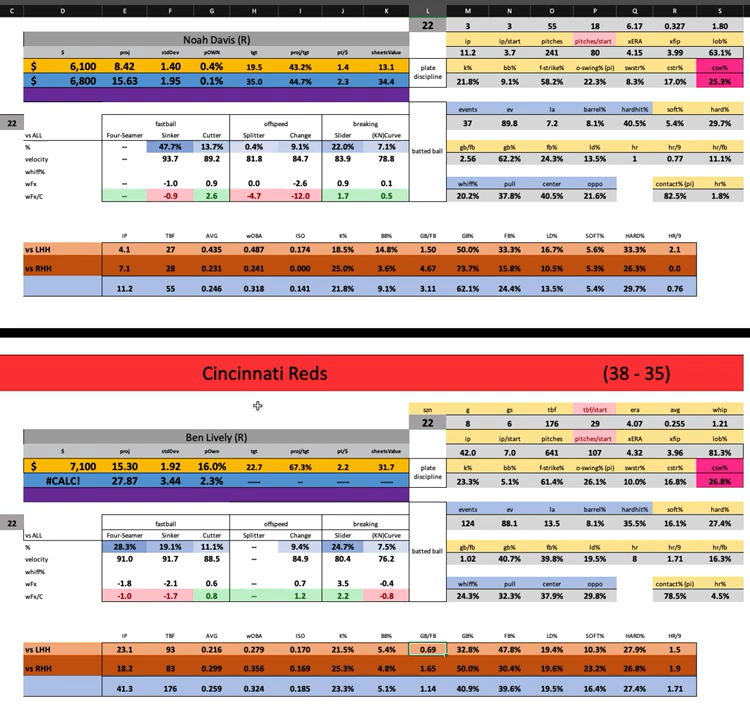 C D E F G H I J K L M N O P Q R S
22 3 3 55 18 6.17 0.327 1.80
Noah Davis (R) ip ip/start pitches pitches/start xERA xfip lob%
$ proj stdDev pOWN tgt proj/tgt pt/$ sheetsValue 11.2 3.7 241 80 4.15 3.99 63.1%
$ 6,100 8.42 1.40 0.4% 19.5 43.2% 1.4 13.1 plate discipline k% bb% f-strike% o-swing% (pi) swstr% cstr% csw%
$ 6,800 15.63 1.95 0.1% 35.0 44.7% 2.3 34.4 21.8% 9.1% 58.2% 22.3% 8.3% 17.0% 25.3%
events ev la barrel% hardhit% soft% hard%
22 fastball offspeed breaking 37 89.8 7.2 8.1% 40.5% 5.4% 29.7%
vs ALL Four-Seamer Sinker Cutter Splitter Change Slider (KN)Curve
% -- 47.7% 13.7% 0.4% 9.1% 22.0% 7.1% batted ball gb/fb gb% fb% ld% hr hr/9 hr/fb
velocity -- 93.7 89.2 81.8 84.7 83.9 78.8 2.56 62.2% 24.3% 13.5% 1 0.77 11.1%
whiff%
wFx -- -1.0 0.9 0.0 -2.6 0.9 0.1 whiff% pull center oppo contact% (pi) hr%
wFx/C -- -0.9 2.6 -4.7 -12.0 1.7 0.5 20.2% 37.8% 40.5% 21.6% 82.5% 1.8%
IP TBF AVG wOBA ISO K% BB% GB/FB GB% FB% LD% SOFT% HARD% HR/9
vs LHH 4.1 27 0.435 0.487 0.174 18.5% 14.8% 1.50 50.0% 33.3% 16.7% 5.6% 33.3% 2.1
vs RHH 7.1 28 0.231 0.241 0.000 25.0% 3.6% 4.67 73.7% 15.8% 10.5% 5.3% 26.3% 0.0
11.2 55 0.246 0.318 0.141 21.8% 9.1% 3.11 62.1% 24.4% 13.5% 5.4% 29.7% 0.76
Cincinnati Reds (38 - 35)
szn g gs tbf tbf/start era avg whip
22 8 6 176 29 4.07 0.255 1.21
Ben Lively (R) ip ip/start pitches pitches/start xERA xfip lob%
$ proj stdDev pOwn tgt proj/tgt pt/$ sheetsValue 42.0 7.0 641 107 4.32 3.96 81.3%
$ 7,100 15.30 1.92 16.0% 22.7 67.3% 2.2 31.7 plate discipline k% bb% f-strike% o-swing% (pi) swstr% cstr% csw%
#CALC! 27.87 3.44 2.3% ---- ---- -- ---- 23.3% 5.1% 61.4% 26.1% 10.0% 16.8% 26.8%
events ev la barrel% hardhit% soft% hard%
22 fastball offspeed breaking 124 88.1 13.5 8.1% 35.5% 16.1% 27.4%
vs ALL Four-Seamer Sinker Cutter Splitter Change Slider (KN)Curve
% 28.3% 19.1% 11.1% -- 9.4% 24.7% 7.5% batted ball gb/fb gb% fb% ld% hr hr/9 hr/fb
velocity 91.0 91.7 88.5 -- 84.9 80.4 76.2 1.02 40.7% 39.8% 19.5% 8 1.71 16.3%
whiff%
wFx -1.8 -2.1 0.6 -- 0.7 3.5 -0.4 whiff% pull center oppo contact% (pi) hr%
wFx/C -1.0 -1.7 0.8 -- 1.2 2.2 -0.8 24.3% 32.3% 37.9% 29.8% 78.5% 4.5%
IP TBF AVG wOBA ISO K% BB% GB/FB GB% FB% LD% SOFT% HARD% HR/9
vs LHH 23.1 93 0.216 0.279 0.170 21.5% 5.4% 0.69 32.8% 47.8% 19.4% 10.3% 27.9% 1.5
vs RHH 18.2 83 0.299 0.356 0.169 25.3% 4.8% 1.65 50.0% 30.4% 19.6% 23.2% 26.8% 1.9
41.3 176 0.259 0.324 0.185 23.3% 5.1% 1.14 40.9% 39.6% 19.5% 16.4% 27.4% 1.71